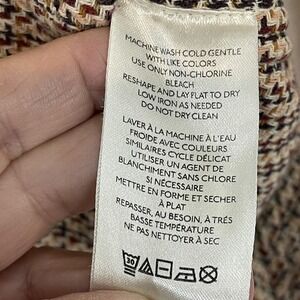 MACHINE WASH COLD GENTLE
WITH LIKE COLORS
USE ONLY NON-CHLORINE
BLEACH
RESHAPE AND LAY FLAT TO DRY
LOW IRON AS NEEDED
DO NOT DRY CLEAN
LAVER À LA MACHINE À L'EAU
FROIDE AVEC COULEURS
SIMILAIRES CYCLE DÉLICAT
UTILISER UN AGENT DE
BLANCHIMENT SANS CHLORE
SI NÉCESSAIRE
METTRE EN FORME ET SECHER
À PLAT
REPASSER, AU BESOIN, À TRÈS
BASSE TEMPÉRATURE
NE PAS NETTOYER À SEC
30